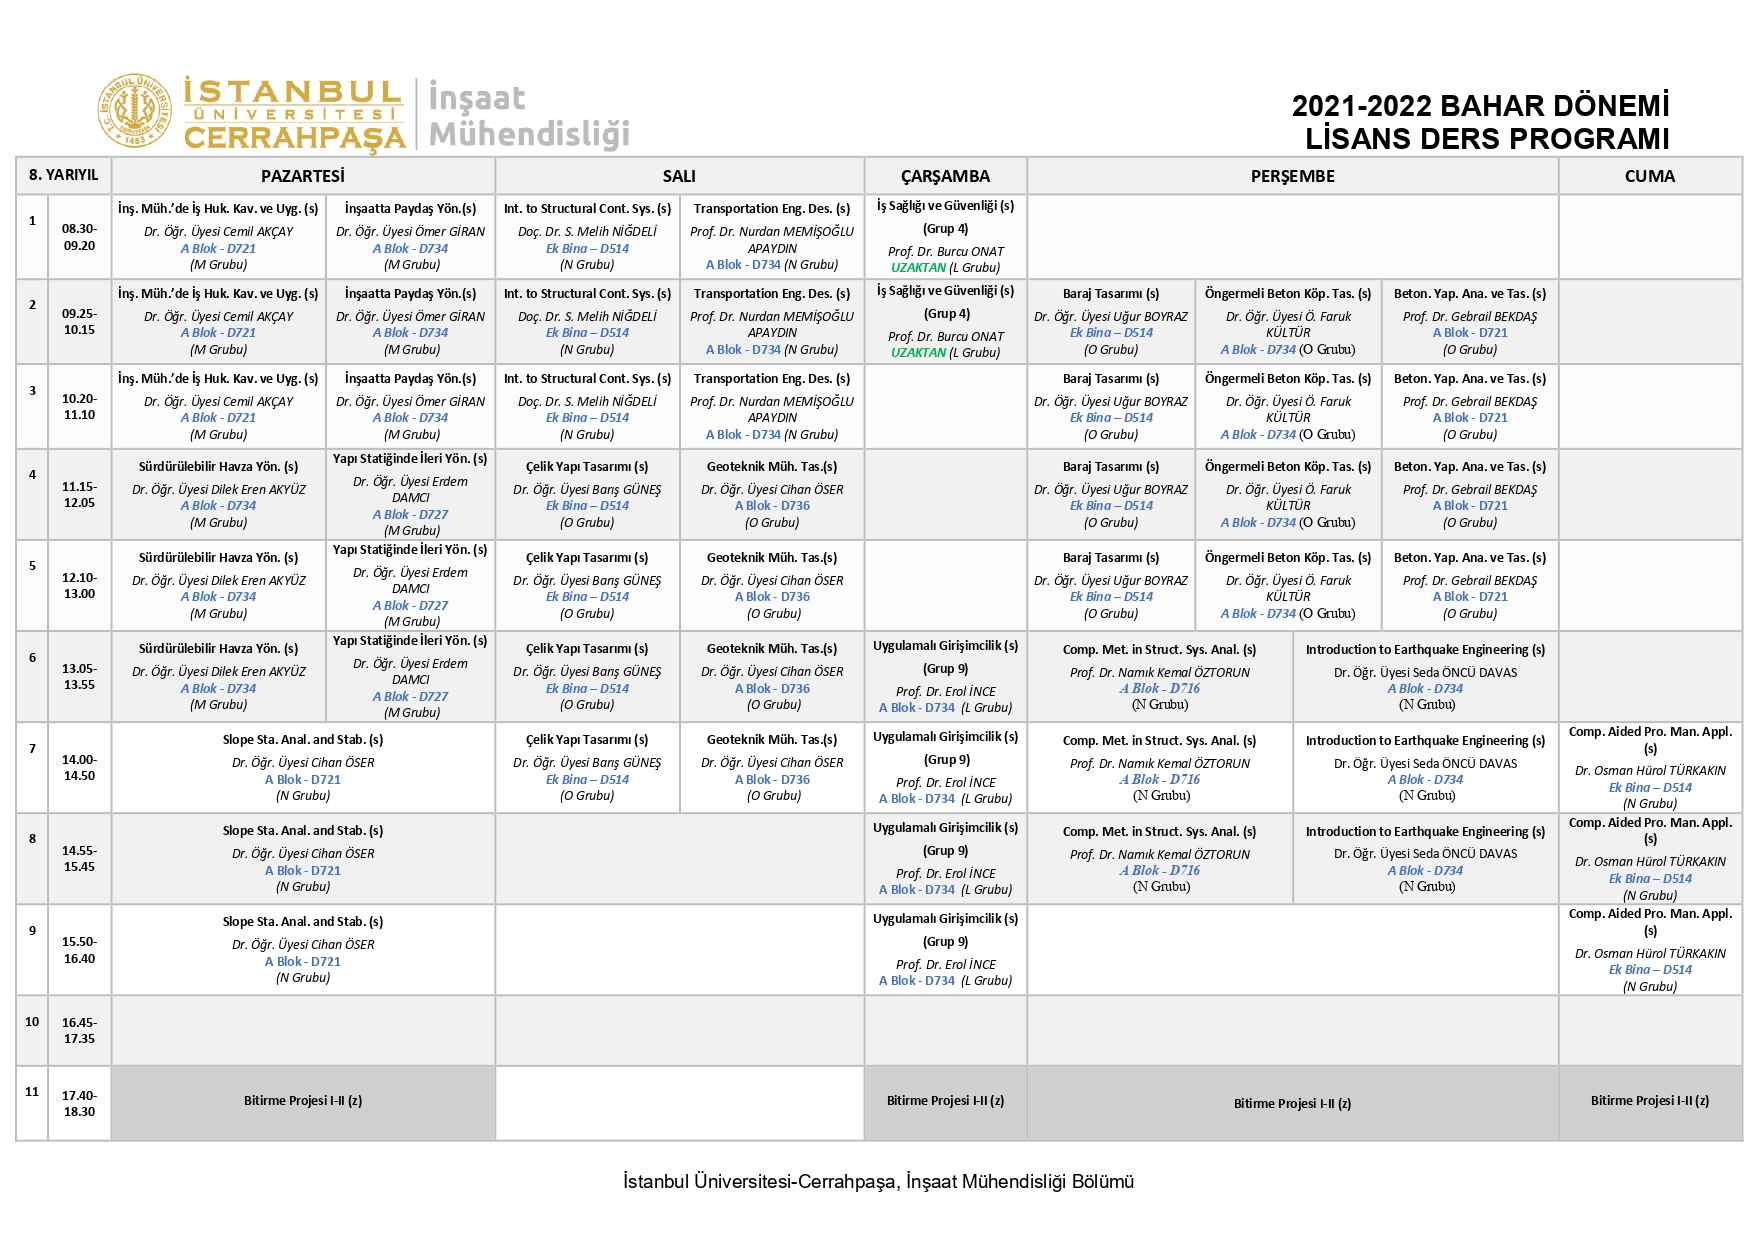 İSTANBUL
ÜNİVERSİTESİ
CERRAHPAŞA
İnşaat
Mühendisliği
2021-2022 BAHAR DÖNEMİ
LİSANS DERS PROGRAMI
8. YARIYIL PAZARTESİ SALI ÇARŞAMBA PERŞEMBE CUMA
1
08.30-
09.20
İnş. Müh.’de İş Huk. Kav. ve Uyg. (s)
Dr. Öğr. Üyesi Cemil AKÇAY
A Blok - D721
(M Grubu)
İnşaatta Paydaş Yön.(s)
Dr. Öğr. Üyesi Ömer GİRAN
A Blok - D734
(M Grubu)
Int. to Structural Cont. Sys. (s)
Doç. Dr. S. Melih NİĞDELİ
Ek Bina – D514
(N Grubu)
Transportation Eng. Des. (s)
Prof. Dr. Nurdan MEMİŞOĞLU
APAYDIN
A Blok - D734 (N Grubu)
İş Sağlığı ve Güvenliği (s)
(Grup 4)
Prof. Dr. Burcu ONAT
UZAKTAN (L Grubu)
2
09.25-
10.15
İnş. Müh.’de İş Huk. Kav. ve Uyg. (s)
Dr. Öğr. Üyesi Cemil AKÇAY
A Blok - D721
(M Grubu)
İnşaatta Paydaş Yön.(s)
Dr. Öğr. Üyesi Ömer GİRAN
A Blok - D734
(M Grubu)
Int. to Structural Cont. Sys. (s)
Doç. Dr. S. Melih NİĞDELİ
Ek Bina – D514
(N Grubu)
Transportation Eng. Des. (s)
Prof. Dr. Nurdan MEMİŞOĞLU
APAYDIN
A Blok - D734 (N Grubu)
İş Sağlığı ve Güvenliği (s)
(Grup 4)
Prof. Dr. Burcu ONAT
UZAKTAN (L Grubu)
Baraj Tasarımı (s)
Dr. Öğr. Üyesi Uğur BOYRAZ
Ek Bina – D514
(O Grubu)
Öngermeli Beton Köp. Tas. (s)
Dr. Öğr. Üyesi Ö. Faruk
KÜLTÜR
A Blok - D734 (O Grubu)
Beton. Yap. Ana. ve Tas. (s)
Prof. Dr. Gebrail BEKDAŞ
A Blok - D721
(O Grubu)
3
10.20-
11.10
İnş. Müh.’de İş Huk. Kav. ve Uyg. (s)
Dr. Öğr. Üyesi Cemil AKÇAY
A Blok - D721
(M Grubu)
İnşaatta Paydaş Yön.(s)
Dr. Öğr. Üyesi Ömer GİRAN
A Blok - D734
(M Grubu)
Int. to Structural Cont. Sys. (s)
Doç. Dr. S. Melih NİĞDELİ
Ek Bina – D514
(N Grubu)
Transportation Eng. Des. (s)
Prof. Dr. Nurdan MEMİŞOĞLU
APAYDIN
A Blok - D734 (N Grubu)
Baraj Tasarımı (s)
Dr. Öğr. Üyesi Uğur BOYRAZ
Ek Bina – D514
(O Grubu)
Öngermeli Beton Köp. Tas. (s)
Dr. Öğr. Üyesi Ö. Faruk
KÜLTÜR
A Blok - D734 (O Grubu)
Beton. Yap. Ana. ve Tas. (s)
Prof. Dr. Gebrail BEKDAŞ
A Blok - D721
(O Grubu)
4
11.15-
12.05
Sürdürülebilir Havza Yön. (s)
Dr. Öğr. Üyesi Dilek Eren AKYÜZ
A Blok - D734
(M Grubu)
Yapı Statiğinde İleri Yön. (s)
Dr. Öğr. Üyesi Erdem
DAMCI
A Blok - D727
(M Grubu)
Çelik Yapı Tasarımı (s)
Dr. Öğr. Üyesi Barış GÜNEŞ
Ek Bina – D514
(O Grubu)
Geoteknik Müh. Tas.(s)
Dr. Öğr. Üyesi Cihan ÖSER
A Blok - D736
(O Grubu)
Baraj Tasarımı (s)
Dr. Öğr. Üyesi Uğur BOYRAZ
Ek Bina – D514
(O Grubu)
Öngermeli Beton Köp. Tas. (s)
Dr. Öğr. Üyesi Ö. Faruk
KÜLTÜR
A Blok - D734 (O Grubu)
Beton. Yap. Ana. ve Tas. (s)
Prof. Dr. Gebrail BEKDAŞ
A Blok - D721
(O Grubu)
5
12.10-
13.00
Sürdürülebilir Havza Yön. (s)
Dr. Öğr. Üyesi Dilek Eren AKYÜZ
A Blok - D734
(M Grubu)
Yapı Statiğinde İleri Yön. (s)
Dr. Öğr. Üyesi Erdem
DAMCI
A Blok - D727
(M Grubu)
Çelik Yapı Tasarımı (s)
Dr. Öğr. Üyesi Barış GÜNEŞ
Ek Bina – D514
(O Grubu)
Geoteknik Müh. Tas.(s)
Dr. Öğr. Üyesi Cihan ÖSER
A Blok - D736
(O Grubu)
Baraj Tasarımı (s)
Dr. Öğr. Üyesi Uğur BOYRAZ
Ek Bina – D514
(O Grubu)
Öngermeli Beton Köp. Tas. (s)
Dr. Öğr. Üyesi Ö. Faruk
KÜLTÜR
A Blok - D734 (O Grubu)
Beton. Yap. Ana. ve Tas. (s)
Prof. Dr. Gebrail BEKDAŞ
A Blok - D721
(O Grubu)
6
13.05-
13.55
Sürdürülebilir Havza Yön. (s)
Dr. Öğr. Üyesi Dilek Eren AKYÜZ
A Blok - D734
(M Grubu)
Yapı Statiğinde İleri Yön. (s)
Dr. Öğr. Üyesi Erdem
DAMCI
A Blok - D727
(M Grubu)
Çelik Yapı Tasarımı (s)
Dr. Öğr. Üyesi Barış GÜNEŞ
Ek Bina – D514
(O Grubu)
Geoteknik Müh. Tas.(s)
Dr. Öğr. Üyesi Cihan ÖSER
A Blok - D736
(O Grubu)
Uygulamalı Girişimcilik (s)
(Grup 9)
Prof. Dr. Erol İNCE
A Blok - D734 (L Grubu)
Comp. Met. in Struct. Sys. Anal. (s)
Prof. Dr. Namık Kemal ÖZTORUN
A Blok - D716
(N Grubu)
Introduction to Earthquake Engineering (s)
Dr. Öğr. Üyesi Seda ÖNCÜ DAVAS
A Blok - D734
(N Grubu)
7
14.00-
14.50
Slope Sta. Anal. and Stab. (s)
Dr. Öğr. Üyesi Cihan ÖSER
A Blok - D721
(N Grubu)
Çelik Yapı Tasarımı (s)
Dr. Öğr. Üyesi Barış GÜNEŞ
Ek Bina – D514
(O Grubu)
Geoteknik Müh. Tas.(s)
Dr. Öğr. Üyesi Cihan ÖSER
A Blok - D736
(O Grubu)
Uygulamalı Girişimcilik (s)
(Grup 9)
Prof. Dr. Erol İNCE
A Blok - D734 (L Grubu)
Comp. Met. in Struct. Sys. Anal. (s)
Prof. Dr. Namık Kemal ÖZTORUN
A Blok - D716
(N Grubu)
Introduction to Earthquake Engineering (s)
Dr. Öğr. Üyesi Seda ÖNCÜ DAVAS
A Blok - D734
(N Grubu)
Comp. Aided Pro. Man. Appl.
(s)
Dr. Osman Hürol TÜRKAKIN
Ek Bina – D514
(N Grubu)
8
14.55-
15.45
Slope Sta. Anal. and Stab. (s)
Dr. Öğr. Üyesi Cihan ÖSER
A Blok - D721
(N Grubu)
Uygulamalı Girişimcilik (s)
(Grup 9)
Prof. Dr. Erol İNCE
A Blok - D734 (L Grubu)
Comp. Met. in Struct. Sys. Anal. (s)
Prof. Dr. Namık Kemal ÖZTORUN
A Blok - D716
(N Grubu)
Introduction to Earthquake Engineering (s)
Dr. Öğr. Üyesi Seda ÖNCÜ DAVAS
A Blok - D734
(N Grubu)
Comp. Aided Pro. Man. Appl.
(s)
Dr. Osman Hürol TÜRKAKIN
Ek Bina – D514
(N Grubu)
9
15.50-
16.40
Slope Sta. Anal. and Stab. (s)
Dr. Öğr. Üyesi Cihan ÖSER
A Blok - D721
(N Grubu)
Uygulamalı Girişimcilik (s)
(Grup 9)
Prof. Dr. Erol İNCE
A Blok - D734 (L Grubu)
Comp. Aided Pro. Man. Appl.
(s)
Dr. Osman Hürol TÜRKAKIN
Ek Bina – D514
(N Grubu)
10
16.45-
17.35
11
17.40-
18.30
Bitirme Projesi I-II (z)
Bitirme Projesi I-II (z)
Bitirme Projesi I-II (z)
Bitirme Projesi I-II (z)
İstanbul Üniversitesi-Cerrahpaşa, İnşaat Mühendisliği Bölümü